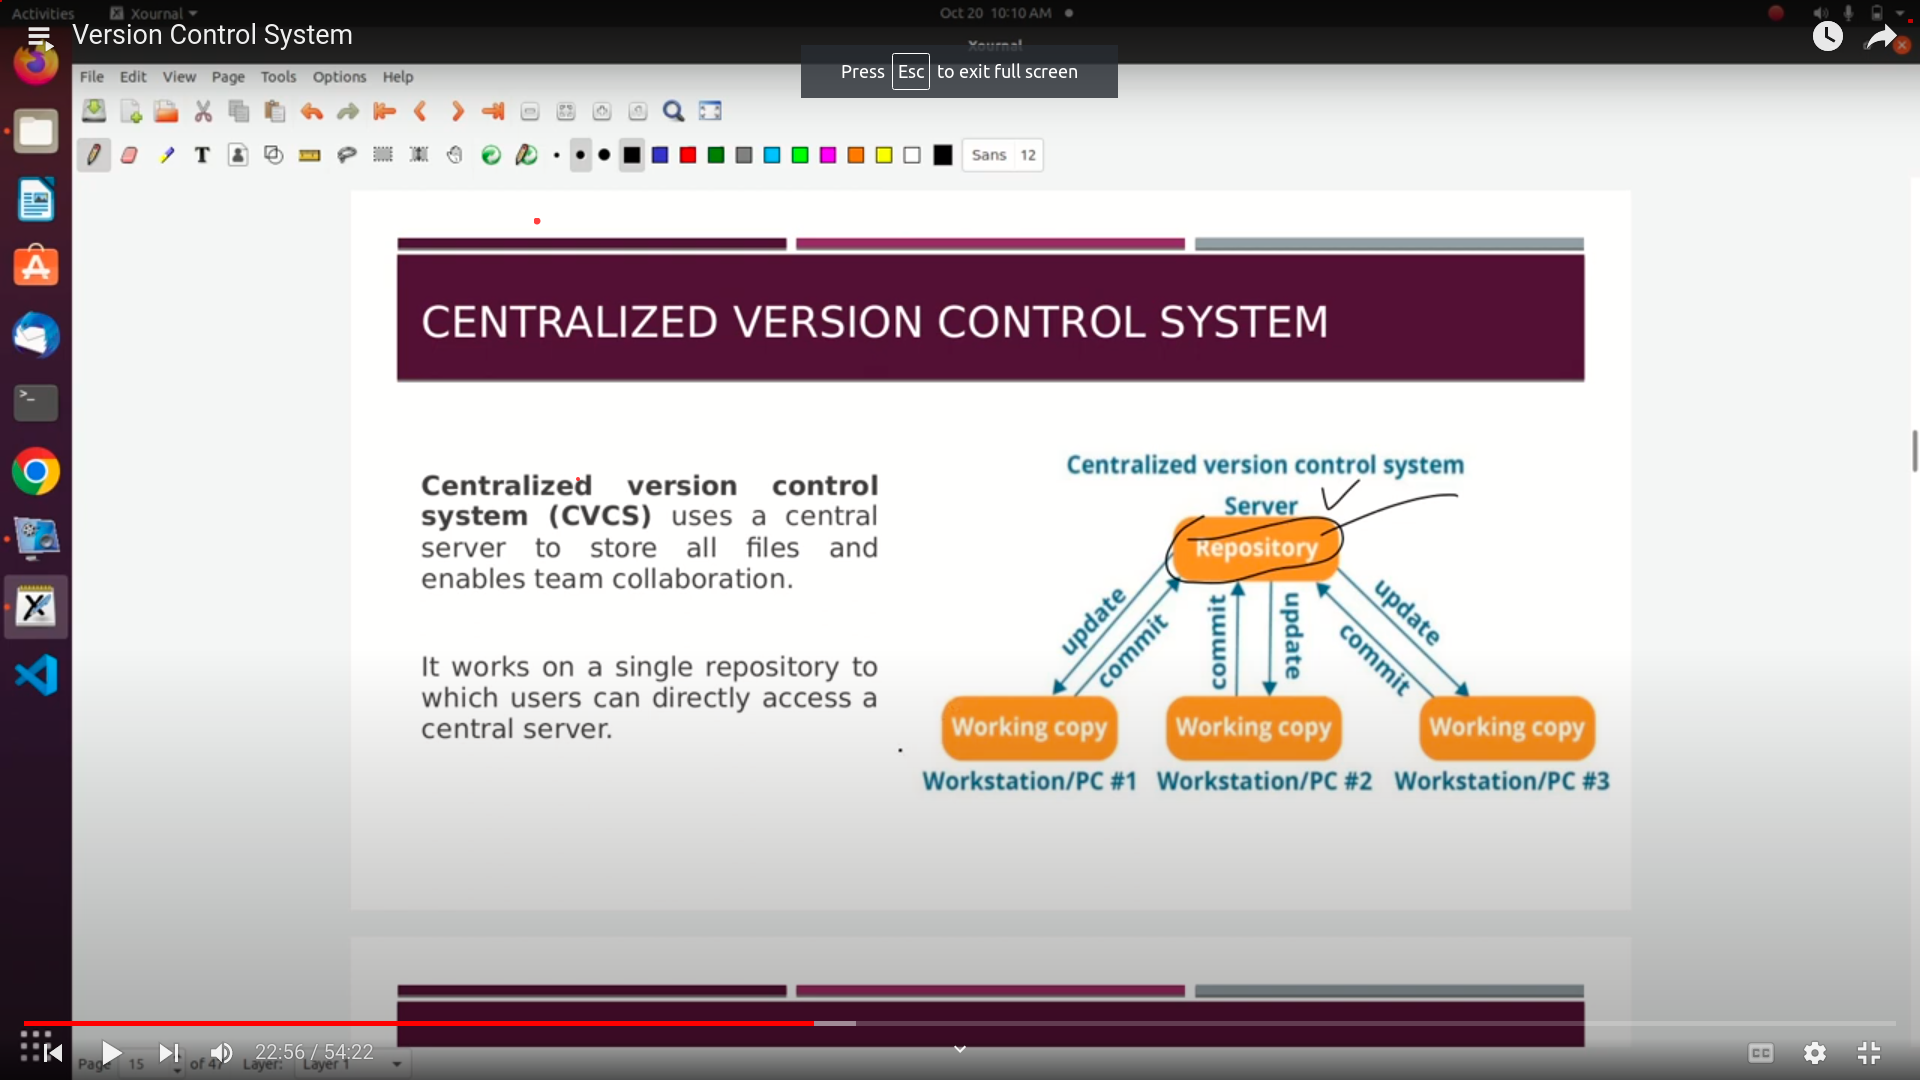 Activities Xournal Oct 20 10:10 AM
Version Control System
Xournal
Press Esc to exit full screen
File Edit View Page Tools Options Help
Sans 12
CENTRALIZED VERSION CONTROL SYSTEM
Centralized version control
system (CVCS) uses a central
server to store all files and
enables team collaboration.
It works on a single repository to
which users can directly access a
central server.
Centralized version control system
Server
Repository
update
commit
commit
update
update
commit
Working copy
Working copy
Working copy
Workstation/PC #1
Workstation/PC #2
Workstation/PC #3
22:56 / 54:22
CC
Page 15 of 47 Layer: Layer 1